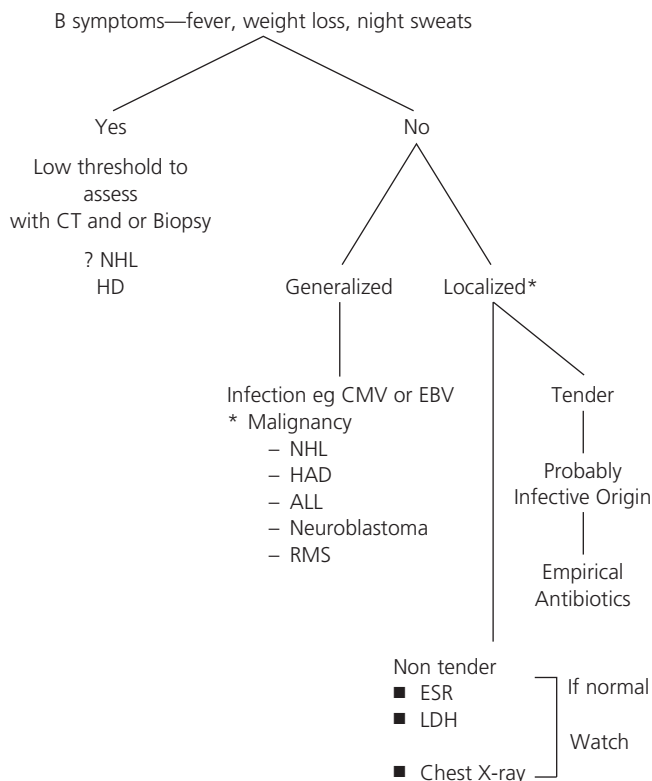 B symptoms—fever, weight loss, night sweats
Yes
No
Low threshold to
assess
with CT and or Biopsy
? NHL
HD
Generalized
Localized*
Infection eg CMV or EBV
* Malignancy
– NHL
– HAD
– ALL
– Neuroblastoma
– RMS
Tender
Probably
Infective Origin
Empirical
Antibiotics
Non tender
■ ESR
■ LDH
■ Chest X-ray
If normal
Watch